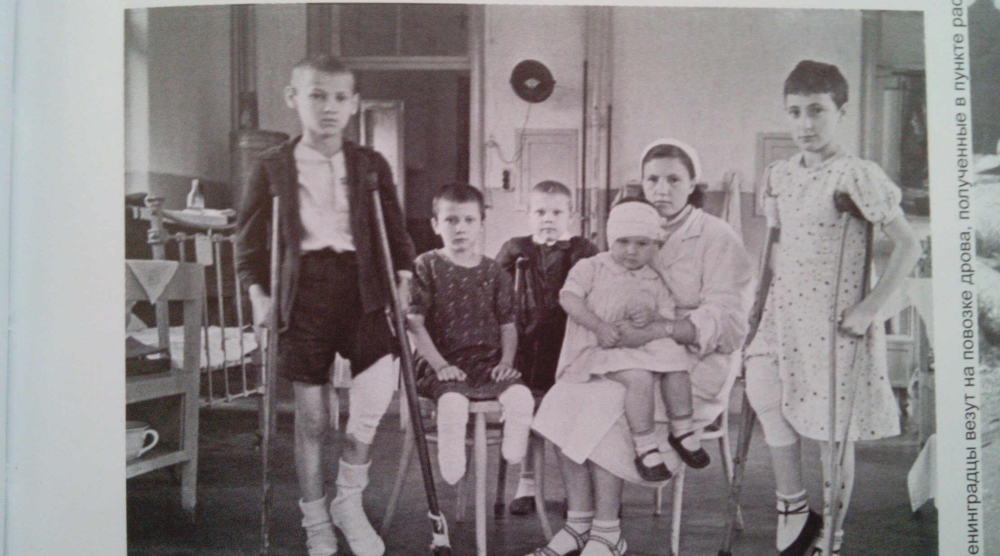 енинградцы везут на повозке дрова, полученные в пункте рас